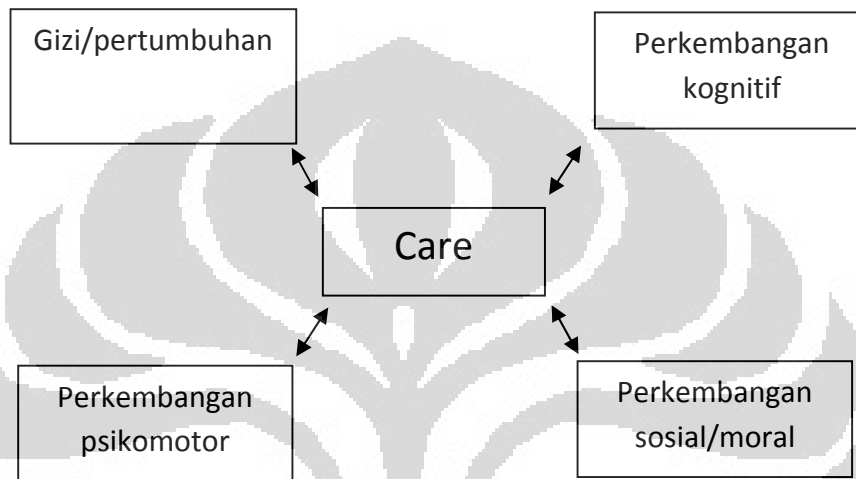 Gizi/pertumbuhan
Perkembangan
kognitif
Care
Perkembangan
psikomotor
Perkembangan
sosial/moral